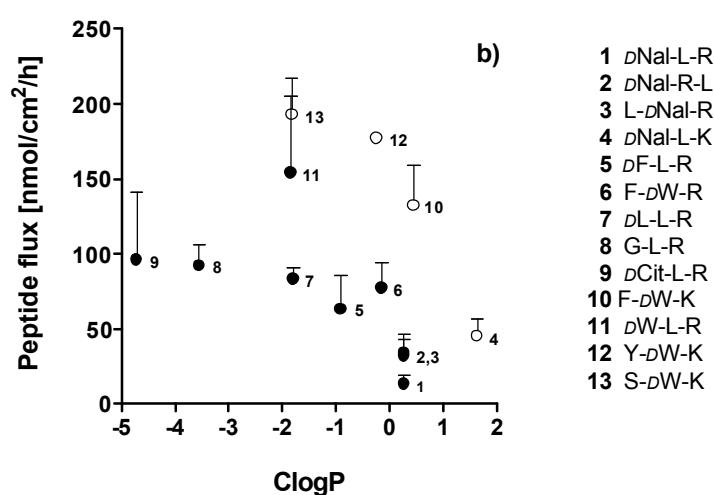 b)
Peptide flux [nmol/cm²/h]
250
200
150
100
50
0
-5 -4 -3 -2 -1 0 1 2
ClogP
13
12
11
10
9
8
7
6
5
4
2,3
1
1 DNal-L-R
2 DNal-R-L
3 L-DNal-R
4 DNal-L-K
5 DF-L-R
6 F-DW-R
7 DL-L-R
8 G-L-R
9 DCit-L-R
10 F-DW-K
11 DW-L-R
12 Y-DW-K
13 S-DW-K